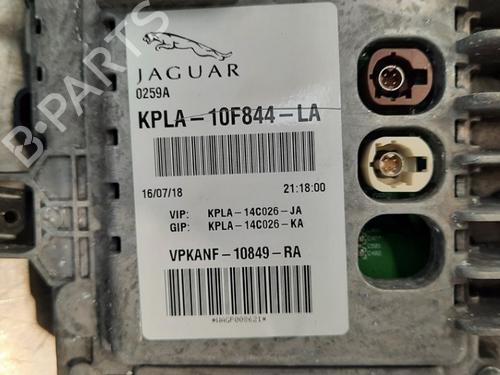 JAGUAR
0259A
KPLA-10F844-LA
16/07/18 21:18:00
VIP: KPLA-14C026-JA
GIP: KPLA-14C026-KA
VPKANF-10849-RA
*WAGP008621*